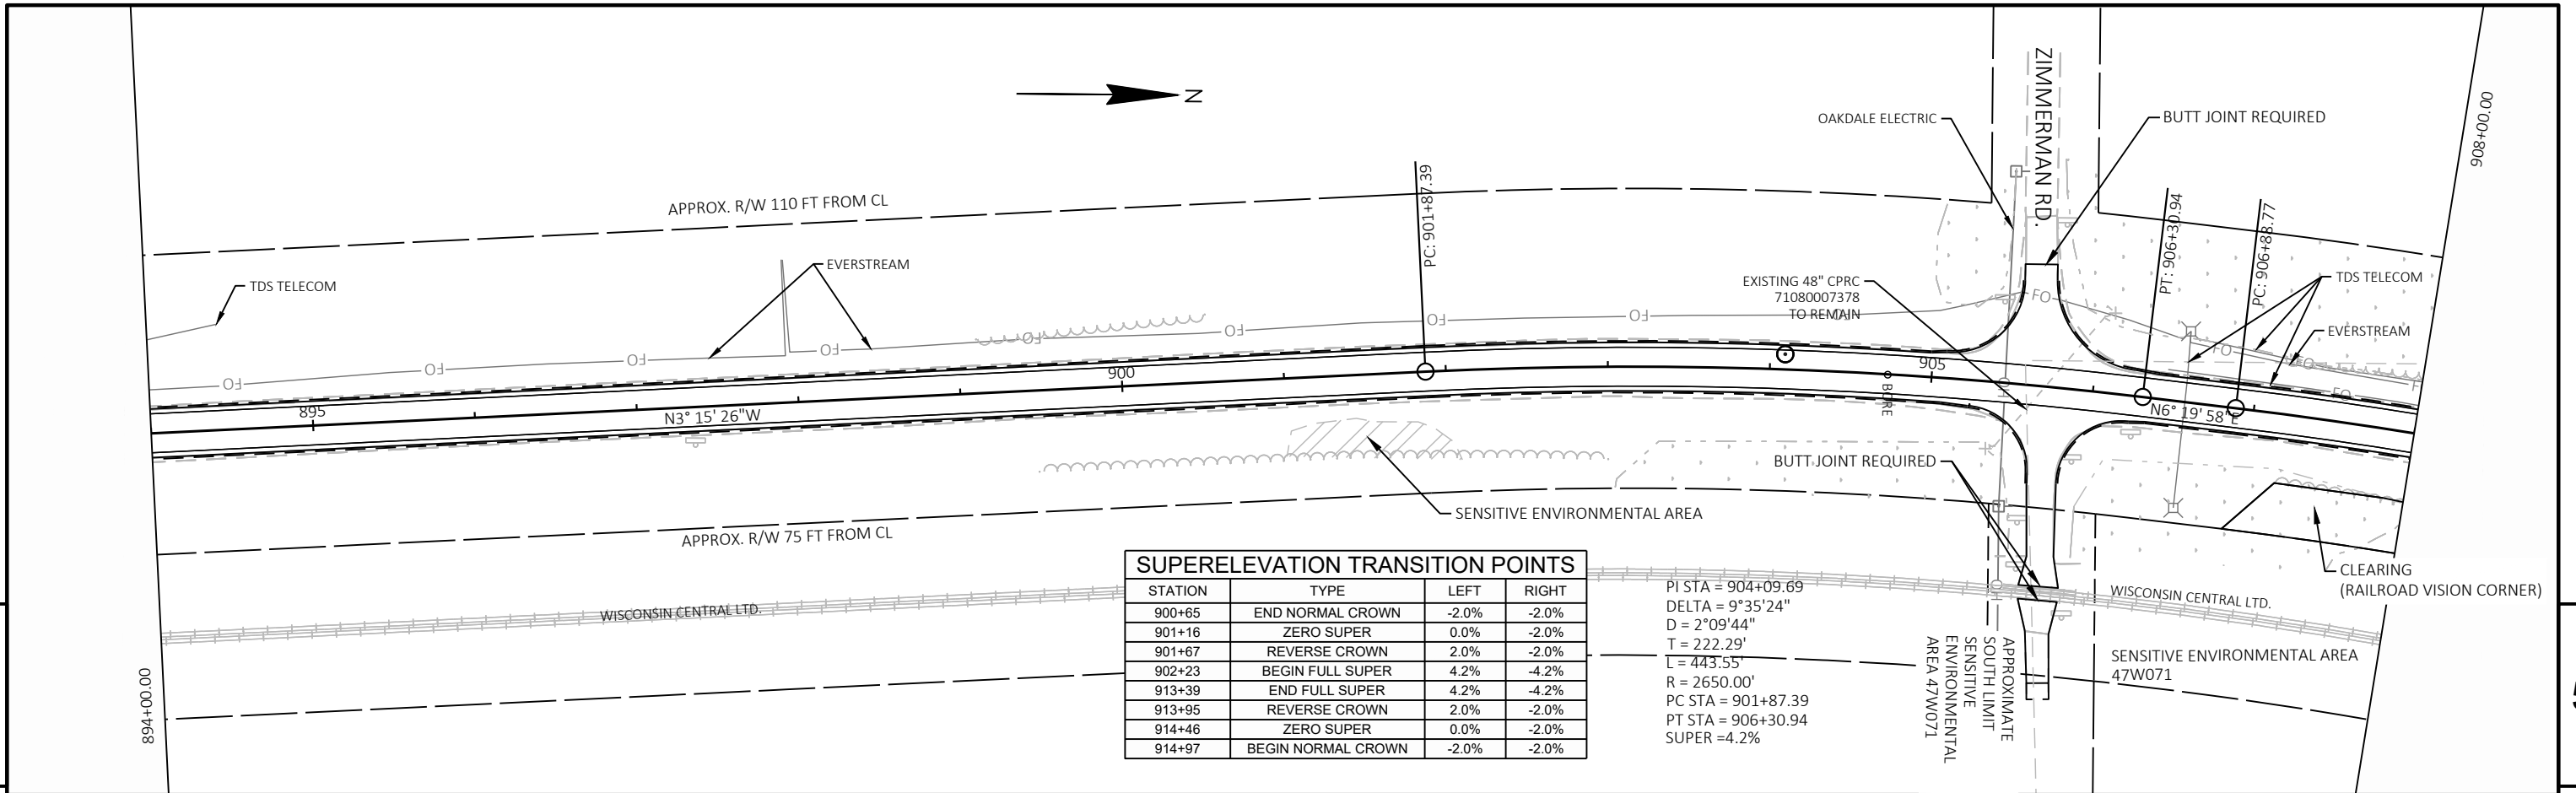 N
ZIMMERMAN RD.
OAKDALE ELECTRIC
BUTT JOINT REQUIRED
908+00.00
PC: 901+87.39
APPROX. R/W 110 FT FROM CL
PT: 906+30.94
PC: 906+88.77
EVERSTREAM
TDS TELECOM
TDS TELECOM
EXISTING 48" CPRC
71080007378
TO REMAIN
EVERSTREAM
FO
FO
FO
FO
FO
FO
FO
FO
FO
FO
FO
FO
895
900
905
N3° 15' 26"W
BORE
N6° 19' 58"E
BUTT JOINT REQUIRED
SENSITIVE ENVIRONMENTAL AREA
APPROX. R/W 75 FT FROM CL
CLEARING
(RAILROAD VISION CORNER)
WISCONSIN CENTRAL LTD.
WISCONSIN CENTRAL LTD.
894+00.00
SUPERELEVATION TRANSITION POINTS
STATION TYPE LEFT RIGHT
900+65 END NORMAL CROWN -2.0% -2.0%
901+16 ZERO SUPER 0.0% -2.0%
901+67 REVERSE CROWN 2.0% -2.0%
902+23 BEGIN FULL SUPER 4.2% -4.2%
913+39 END FULL SUPER 4.2% -4.2%
913+95 REVERSE CROWN 2.0% -2.0%
914+46 ZERO SUPER 0.0% -2.0%
914+97 BEGIN NORMAL CROWN -2.0% -2.0%
PI STA = 904+09.69
DELTA = 9°35'24"
D = 2°09'44"
T = 222.29'
L = 443.55'
R = 2650.00'
PC STA = 901+87.39
PT STA = 906+30.94
SUPER =4.2%
APPROXIMATE
SOUTH LIMIT
SENSITIVE
ENVIRONMENTAL
AREA 47W071
SENSITIVE ENVIRONMENTAL AREA
47W071